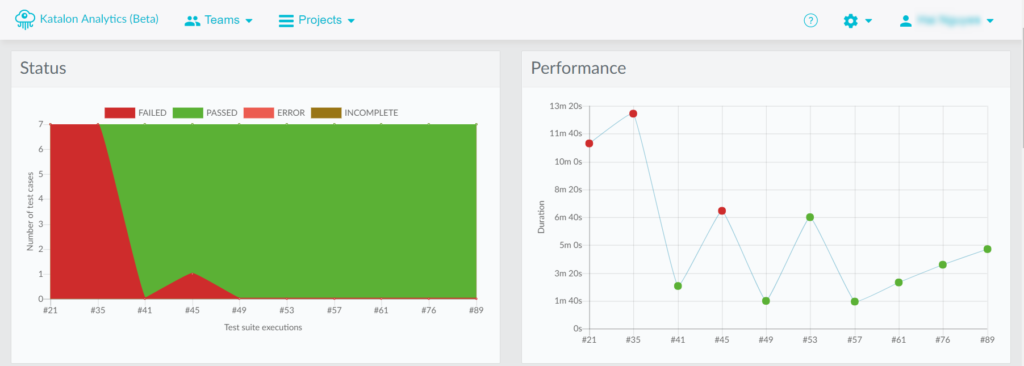 Katalon Analytics (Beta) Teams Projects ?
Status
FAILED PASSED ERROR INCOMPLETE
7
6
5
4
3
2
1
0
Number of test cases
#21 #35 #41 #45 #49 #53 #57 #61 #76 #89
Test suite executions
Performance
13m 20s
11m 40s
10m 0s
8m 20s
6m 40s
5m 0s
3m 20s
1m 40s
0s
Duration
#21 #35 #41 #45 #49 #53 #57 #61 #76 #89